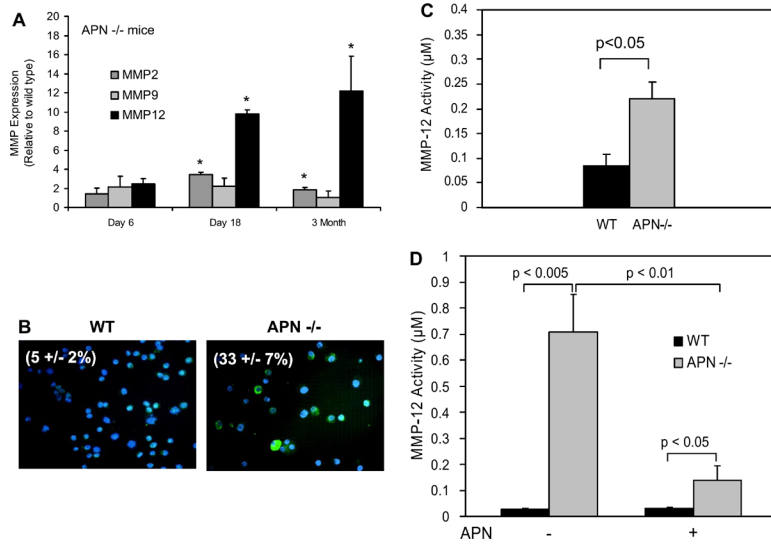 A
APN -/- mice
MMP Expression
(Relative to wild type)
20
18
16
14
12
10
8
6
4
2
0
MMP2
MMP9
MMP12
*
*
*
*
Day 6
Day 18
3 Month
B
WT
APN -/-
(5 +/- 2%)
(33 +/- 7%)
C
MMP-12 Activity (µM)
0.4
0.35
0.3
0.25
0.2
0.15
0.1
0.05
0
p<0.05
WT
APN-/-
D
MMP-12 Activity (µM)
1
0.9
0.8
0.7
0.6
0.5
0.4
0.3
0.2
0.1
0
p < 0.005
p < 0.01
WT
APN -/-
p < 0.05
APN
-
+